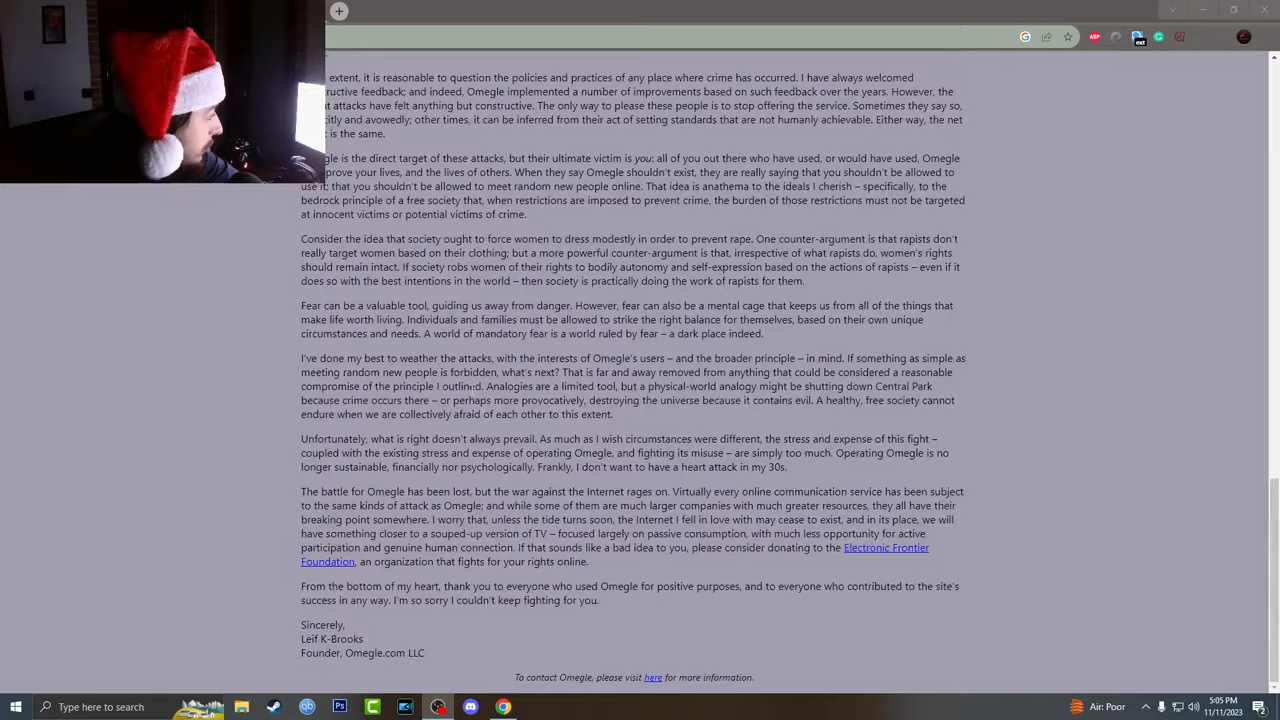 extent, it is reasonable to question the policies and practices of any place where crime has occurred. I have always welcomed
feedback; and indeed, Omegle implemented a number of improvements based on such feedback over the years. However, the
attacks have felt anything but constructive. The only way to please these people is to stop offering the service. Sometimes they say so,
and avowedly; other times, it can be inferred from their act of setting standards that are not humanly achievable. Either way, the net
is the same.
is the direct target of these attacks, but their ultimate victim is you: all of you out there who have used, or would have used, Omegle
your lives, and the lives of others. When they say Omegle shouldn't exist, they are really saying that you shouldn't be allowed to
use it; that you shouldn't be allowed to meet random new people online. That idea is anathema to the ideals I cherish – specifically, to the
bedrock principle of a free society that, when restrictions are imposed to prevent crime, the burden of those restrictions must not be targeted
at innocent victims or potential victims of crime.
Consider the idea that society ought to force women to dress modestly in order to prevent rape. One counter-argument is that rapists don't
really target women based on their clothing; but a more powerful counter-argument is that, irrespective of what rapists do, women's rights
should remain intact. If society robs women of their rights to bodily autonomy and self-expression based on the actions of rapists – even if it
does so with the best intentions in the world – then society is practically doing the work of rapists for them.
Fear can be a valuable tool, guiding us away from danger. However, fear can also be a mental cage that keeps us from all of the things that
make life worth living. Individuals and families must be allowed to strike the right balance for themselves, based on their own unique
circumstances and needs. A world of mandatory fear is a world ruled by fear – a dark place indeed.
I've done my best to weather the attacks, with the interests of Omegle's users – and the broader principle – in mind. If something as simple as
meeting random new people is forbidden, what's next? That is far and away removed from anything that could be considered a reasonable
compromise of the principle I outlined. Analogies are a limited tool, but a physical-world analogy might be shutting down Central Park
because crime occurs there – or perhaps more provocatively, destroying the universe because it contains evil. A healthy, free society cannot
endure when we are collectively afraid of each other to this extent.
Unfortunately, what is right doesn't always prevail. As much as I wish circumstances were different, the stress and expense of this fight –
coupled with the existing stress and expense of operating Omegle, and fighting its misuse – are simply too much. Operating Omegle is no
longer sustainable, financially nor psychologically. Frankly, I don't want to have a heart attack in my 30s.
The battle for Omegle has been lost, but the war against the Internet rages on. Virtually every online communication service has been subject
to the same kinds of attack as Omegle; and while some of them are much larger companies with much greater resources, they all have their
breaking point somewhere. I worry that, unless the tide turns soon, the Internet I fell in love with may cease to exist, and in its place, we will
have something closer to a souped-up version of TV – focused largely on passive consumption, with much less opportunity for active
participation and genuine human connection. If that sounds like a bad idea to you, please consider donating to the Electronic Frontier
Foundation, an organization that fights for your rights online.
From the bottom of my heart, thank you to everyone who used Omegle for positive purposes, and to everyone who contributed to the site's
success in any way. I'm so sorry I couldn't keep fighting for you.
Sincerely,
Leif K-Brooks
Founder, Omegle.com LLC
To contact Omegle, please visit here for more information.
Type here to search
Air: Poor
5:05 PM
11/11/2023